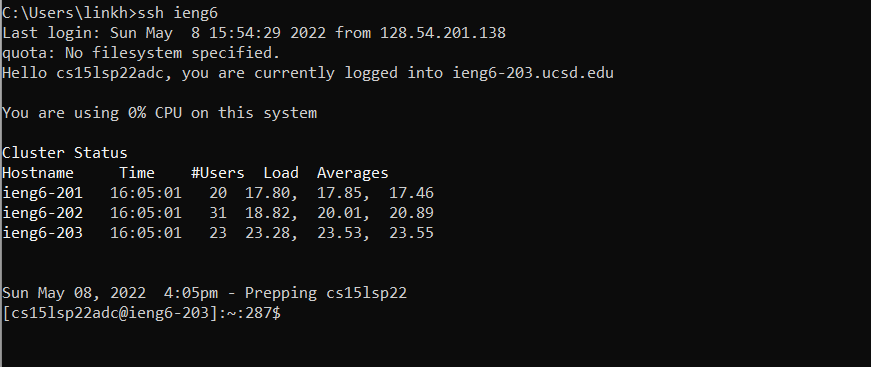 C:\Users\linkh>ssh ieng6
Last login: Sun May  8 15:54:29 2022 from 128.54.201.138
quota: No filesystem specified.
Hello cs15lsp22adc, you are currently logged into ieng6-203.ucsd.edu
You are using 0% CPU on this system
Cluster Status
Hostname     Time    #Users  Load  Averages
ieng6-201   16:05:01   20  17.80,  17.85,  17.46
ieng6-202   16:05:01   31  18.82,  20.01,  20.89
ieng6-203   16:05:01   23  23.28,  23.53,  23.55
Sun May 08, 2022  4:05pm - Prepping cs15lsp22
[cs15lsp22adc@ieng6-203]:~:287$